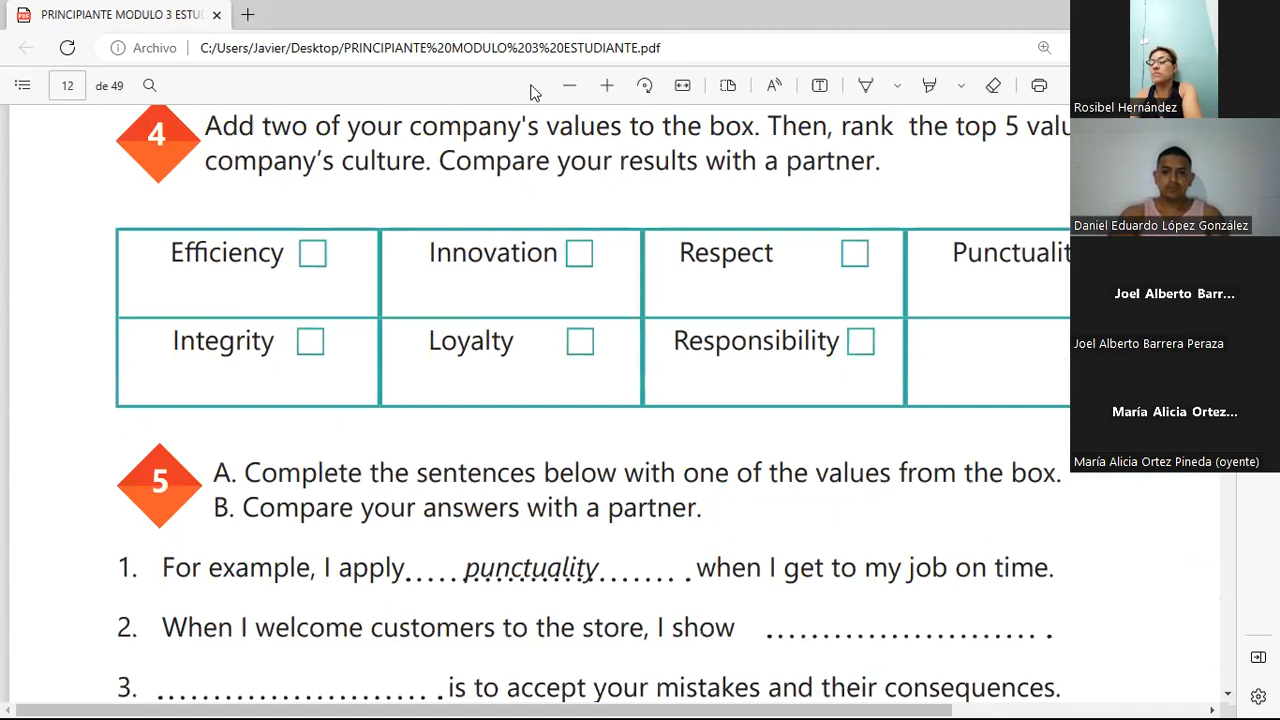 PRINCIPIANTE MODULO 3 ESTU
Archivo
C:/Users/Javier/Desktop/PRINCIPIANTE%20MODULO%203%20ESTUDIANTE.pdf
12 de 49
4
Add two of your company's values to the box. Then, rank the top 5 valu
company's culture. Compare your results with a partner.
Efficiency Innovation Respect Punctualit
Integrity Loyalty Responsibility
5
A. Complete the sentences below with one of the values from the box.
B. Compare your answers with a partner.
1. For example, I apply.....punctuality........when I get to my job on time.
2. When I welcome customers to the store, I show ..........................
3. ..........................is to accept your mistakes and their consequences.
Rosibel Hernández
Daniel Eduardo López González
Joel Alberto Barr...
Joel Alberto Barrera Peraza
María Alicia Ortez...
María Alicia Ortez Pineda (oyente)